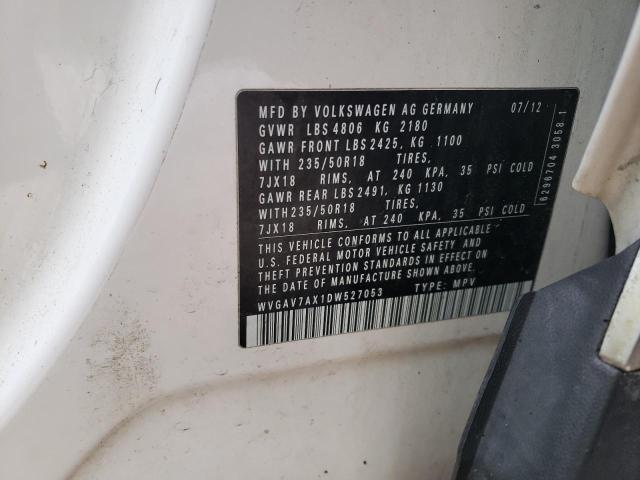 MFD BY VOLKSWAGEN AG GERMANY 07/12
GVWR LBS 4806 KG 2180
GAWR FRONT LBS 2425, KG 1100
WITH 235/50R18 TIRES,
7JX18 RIMS, AT 240 KPA, 35 PSI COLD
GAWR REAR LBS 2491, KG 1130
WITH 235/50R18 TIRES,
7JX18 RIMS, AT 240 KPA, 35 PSI COLD
THIS VEHICLE CONFORMS TO ALL APPLICABLE
U.S. FEDERAL MOTOR VEHICLE SAFETY AND
THEFT PREVENTION STANDARDS IN EFFECT ON
THE DATE OF MANUFACTURE SHOWN ABOVE.
WVGAV7AX1DW527053 TYPE: MPV
6296704 3058.1